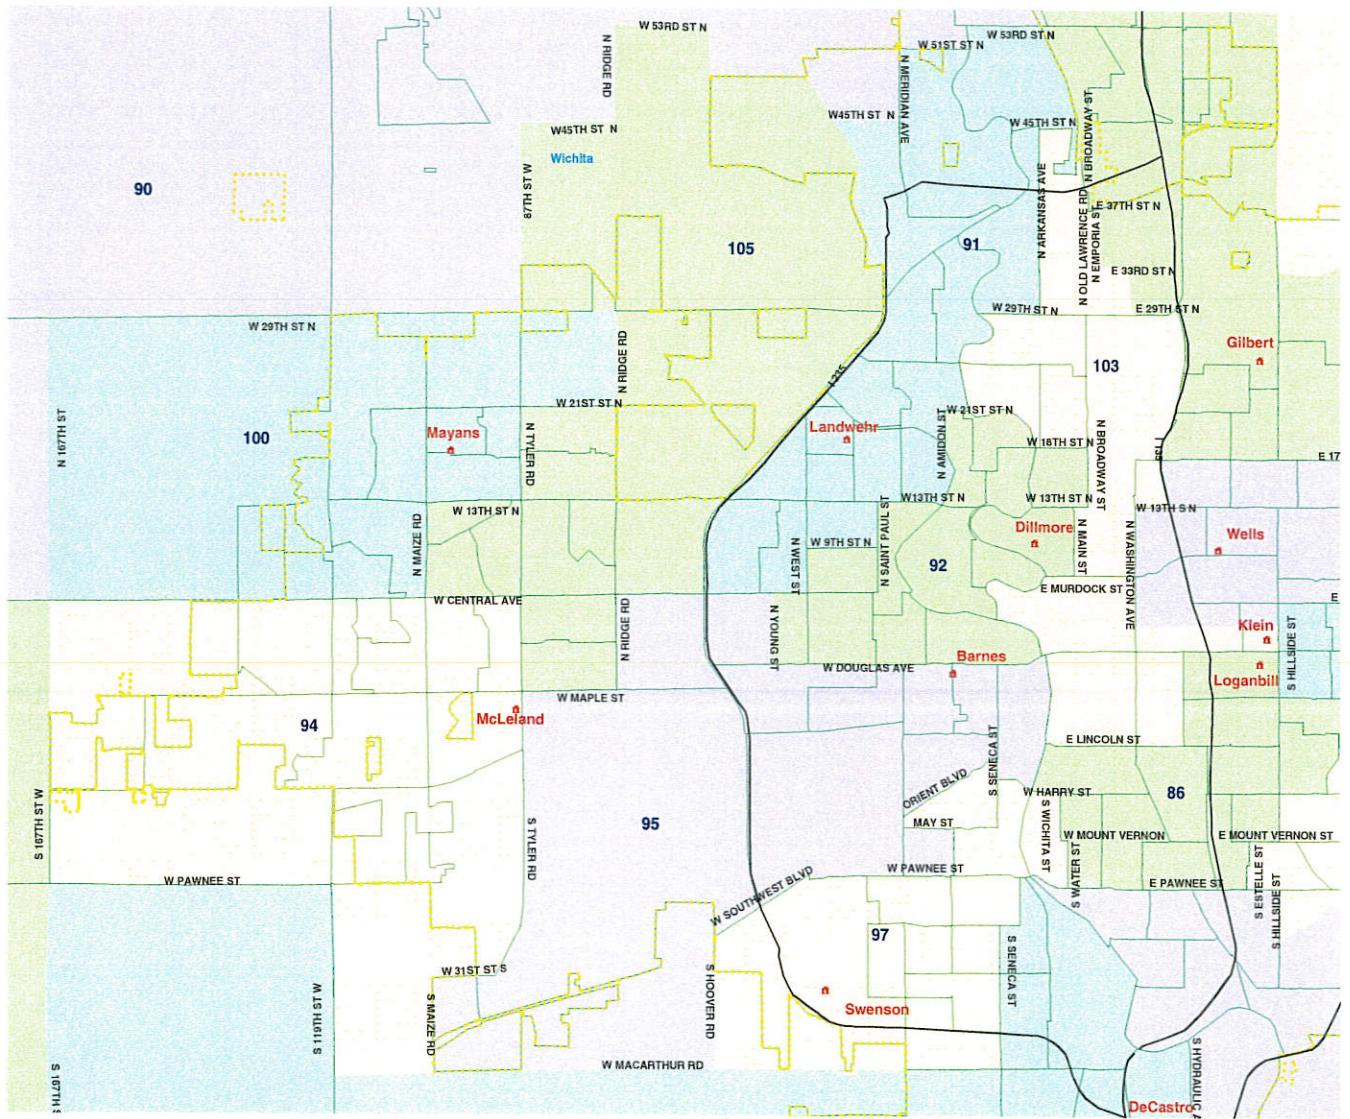 W 53RD ST N
W 53RD ST N
W 51ST ST N
N RIDGE RD
N MERIDIAN AVE
W45TH ST N
W 45TH ST N
W45TH ST N
N BROADWAY ST
Wichita
90
87TH ST W
N ARKANSAS AVE
N OLD LAWRENCE RD
N EMPORIA ST
E 37TH ST N
105
91
E 33RD ST N
W 29TH ST N
W 29TH ST N
E 29TH ST N
Gilbert
N RIDGE RD
I 235
103
W 21ST ST N
W 21ST ST N
N 167TH ST
100
Mayans
N TYLER RD
Landwehr
N AMIDON ST
W 18TH ST N
N BROADWAY ST
I 135
E 17
W 13TH ST N
W13TH ST N
W 13TH ST N
W 13TH S N
N MAIZE RD
N WEST ST
W 9TH ST N
N SAINT PAUL ST
Dillmore
N MAIN ST
N WASHINGTON AVE
Wells
92
E MURDOCK ST
W CENTRAL AVE
E
N RIDGE RD
N YOUNG ST
Klein
S HILLSIDE ST
Barnes
W DOUGLAS AVE
Loganbill
W MAPLE ST
94
McLeland
S SENECA ST
E LINCOLN ST
ORIENT BLVD
W HARRY ST
86
S 167TH ST W
95
S TYLER RD
MAY ST
S WICHITA ST
W MOUNT VERNON
E MOUNT VERNON ST
S WATER ST
W PAWNEE ST
W PAWNEE ST
E PAWNEE ST
S ESTELLE ST
S HILLSIDE ST
W SOUTHWEST BLVD
97
W 31ST ST S
S SENECA ST
S 119TH ST W
S MAIZE RD
S HOOVER RD
Swenson
W MACARTHUR RD
S 167TH S
S HYDRAULIC A
DeCastro